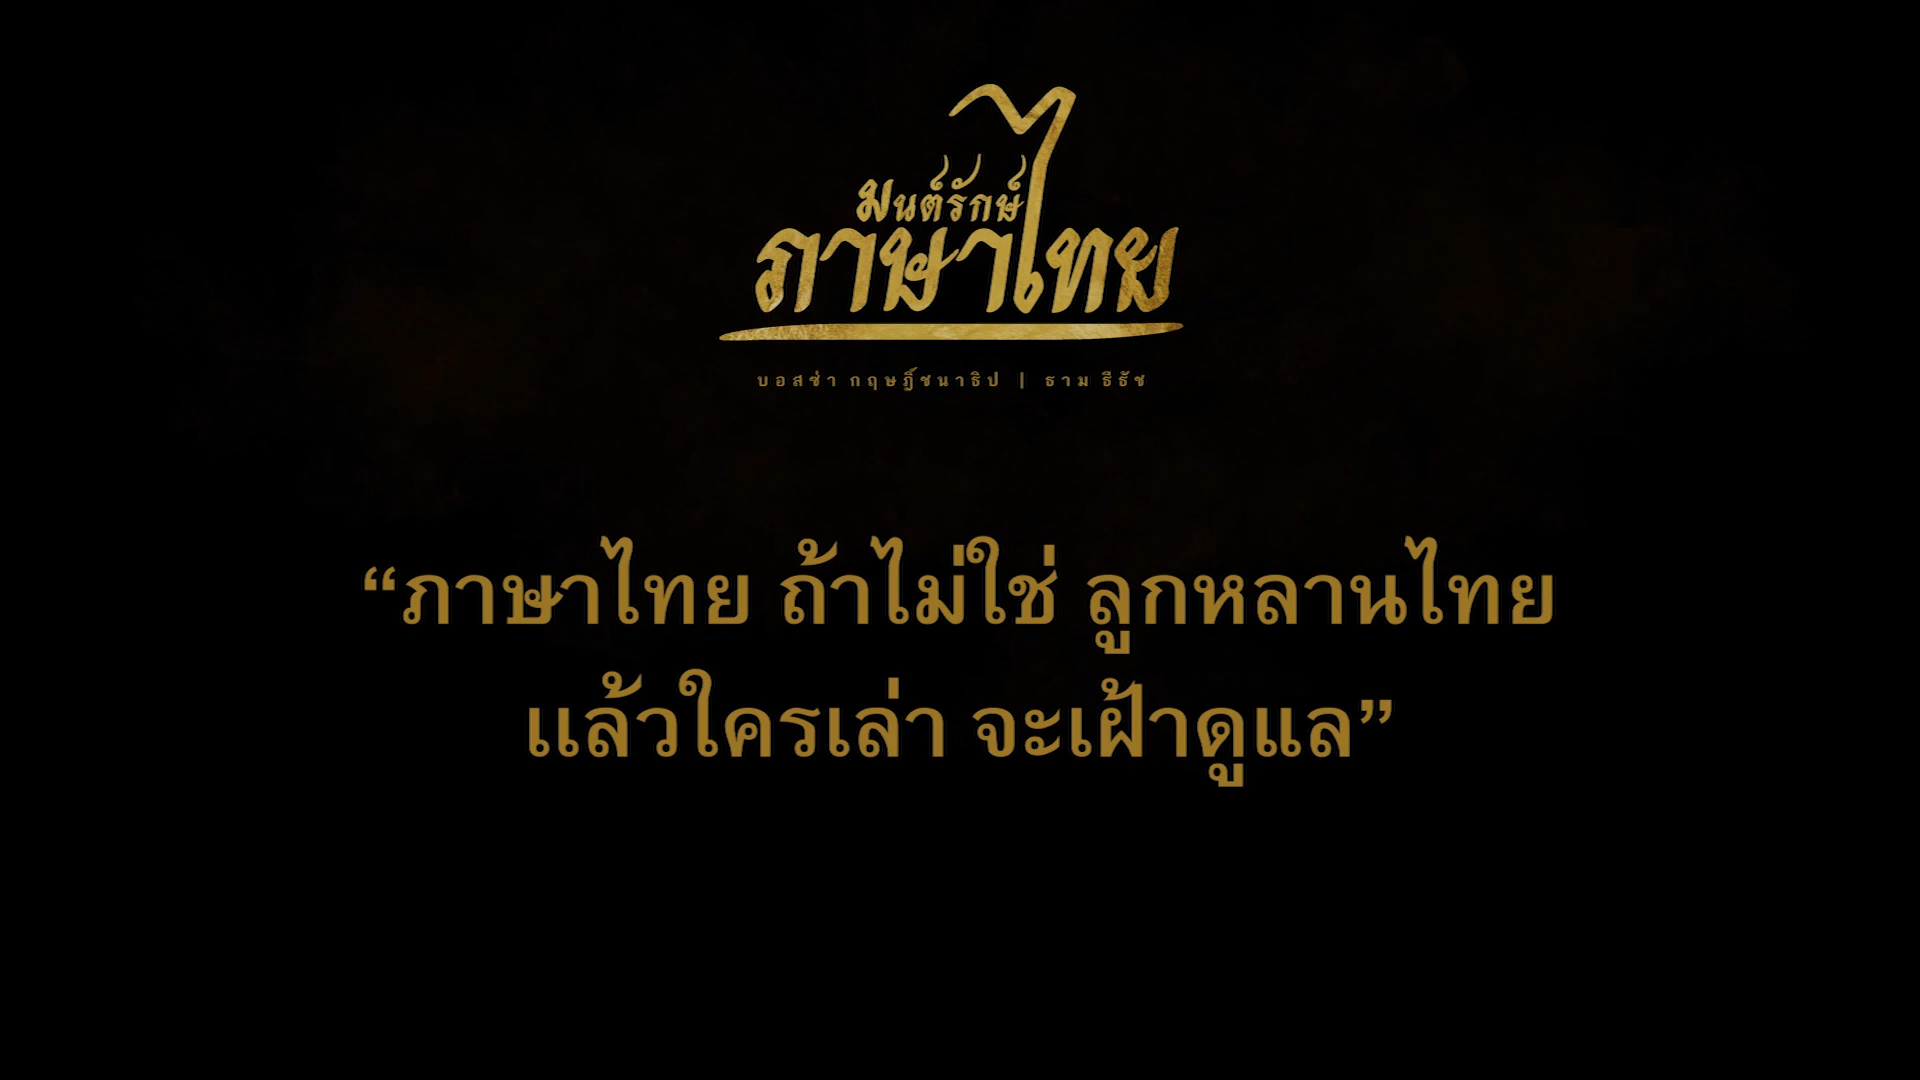 มนต์รักษ์
ภาษาไทย
บอสซ่า กฤษฎิ์ชนาธิป | ธาม ธีธัช
“ภาษาไทย ถ้าไม่ใช่ ลูกหลานไทย
แล้วใครเล่า จะเฝ้าดูแล”